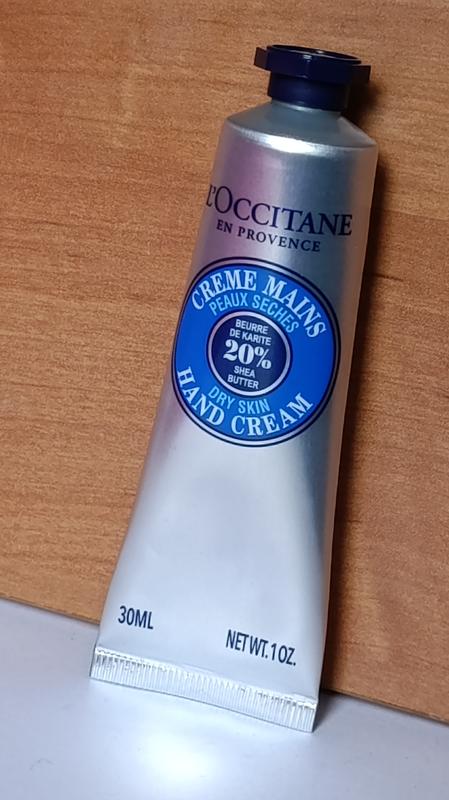 L'OCCITANE
EN PROVENCE
CREME MAINS
PEAUX SECHES
BEURRE
DE KARITE
20%
SHEA
BUTTER
DRY SKIN
HAND CREAM
30ML
NET WT. 1 OZ.